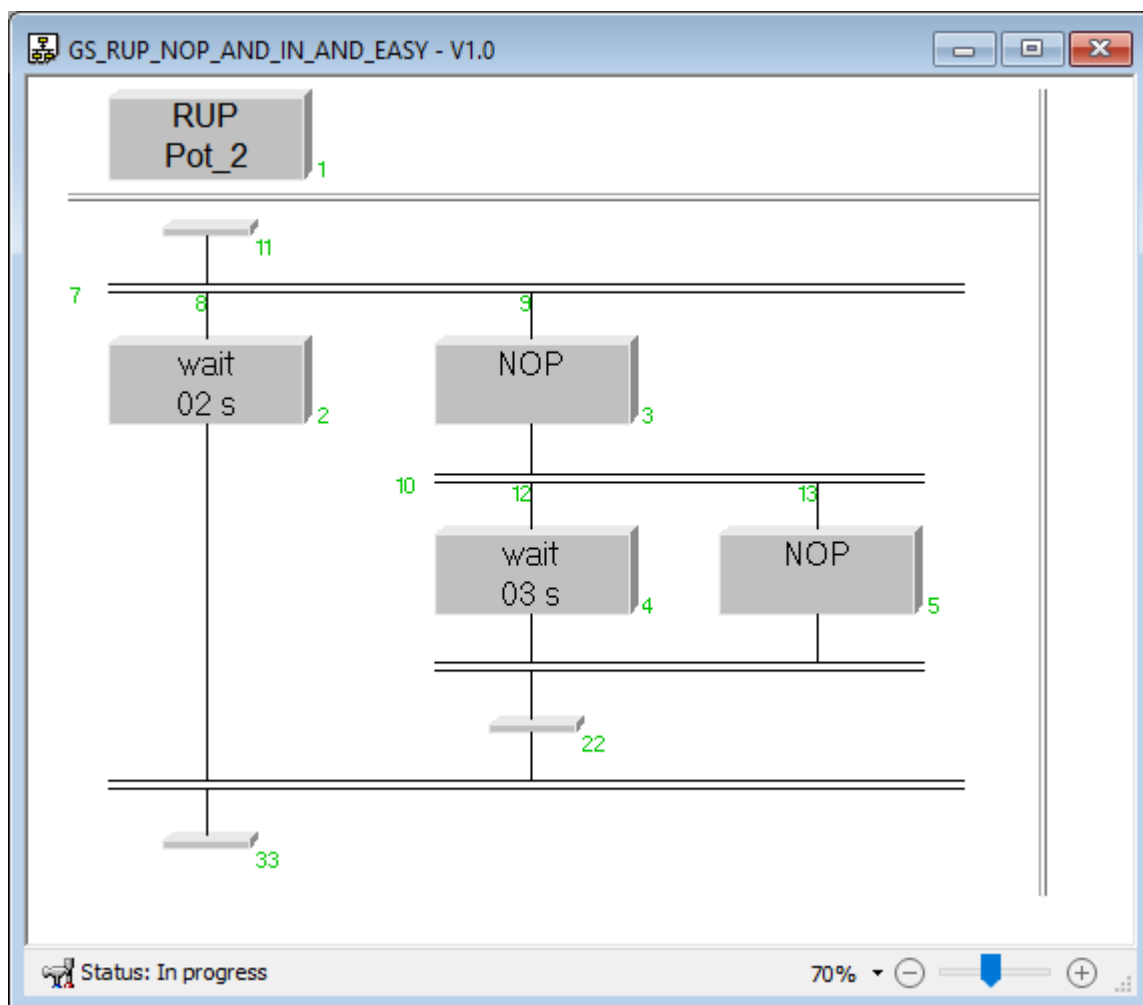 GS_RUP_NOP_AND_IN_AND_EASY - V1.0
RUP
Pot_2
1
11
7
8
9
wait
02 s
2
NOP
3
10
12
13
wait
03 s
4
NOP
5
22
33
Status: In progress
70%